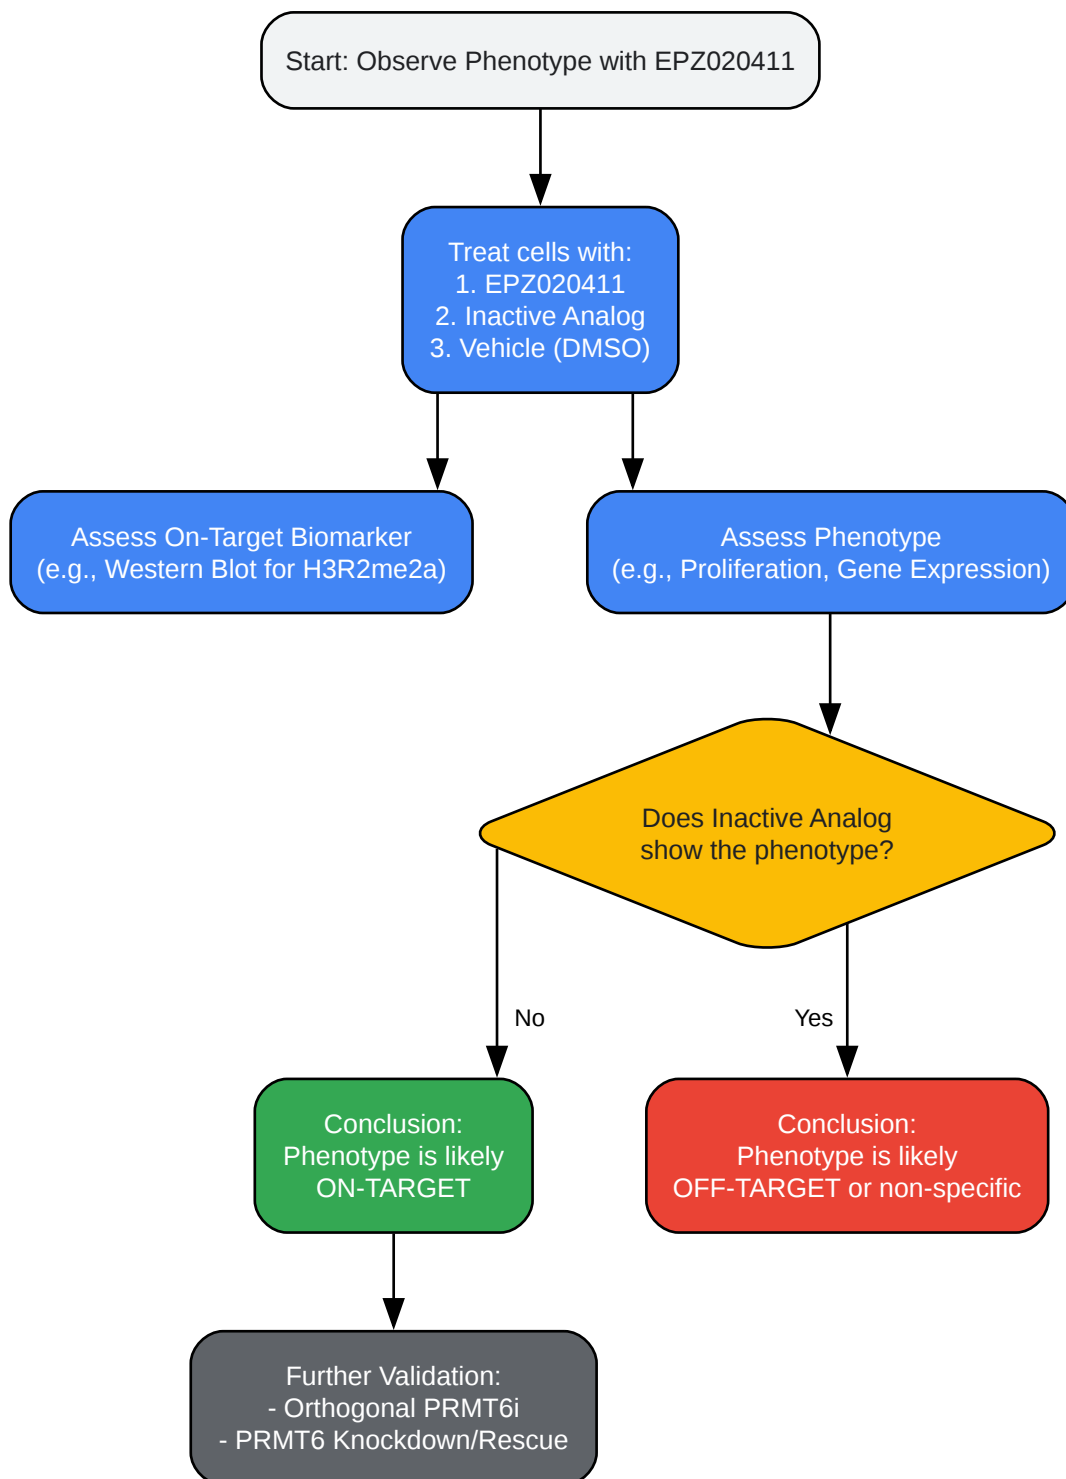 Start: Observe Phenotype with EPZ020411
Treat cells with:
1. EPZ020411
2. Inactive Analog
3. Vehicle (DMSO)
Assess On-Target Biomarker
(e.g., Western Blot for H3R2me2a)
Assess Phenotype
(e.g., Proliferation, Gene Expression)
Does Inactive Analog
show the phenotype?
No
Yes
Conclusion:
Phenotype is likely
ON-TARGET
Conclusion:
Phenotype is likely
OFF-TARGET or non-specific
Further Validation:
- Orthogonal PRMT6i
- PRMT6 Knockdown/Rescue